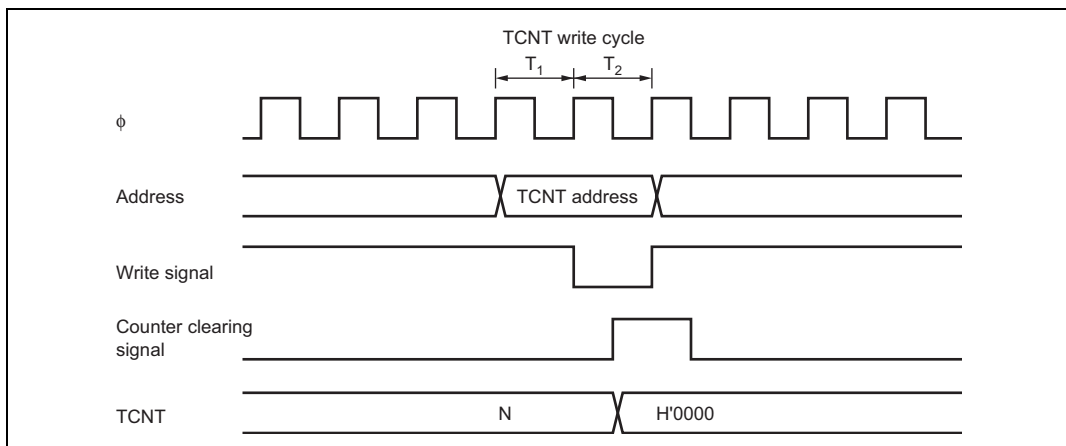 TCNT write cycle
T1 T2
ϕ
Address
TCNT address
Write signal
Counter clearing
signal
TCNT
N
H'0000